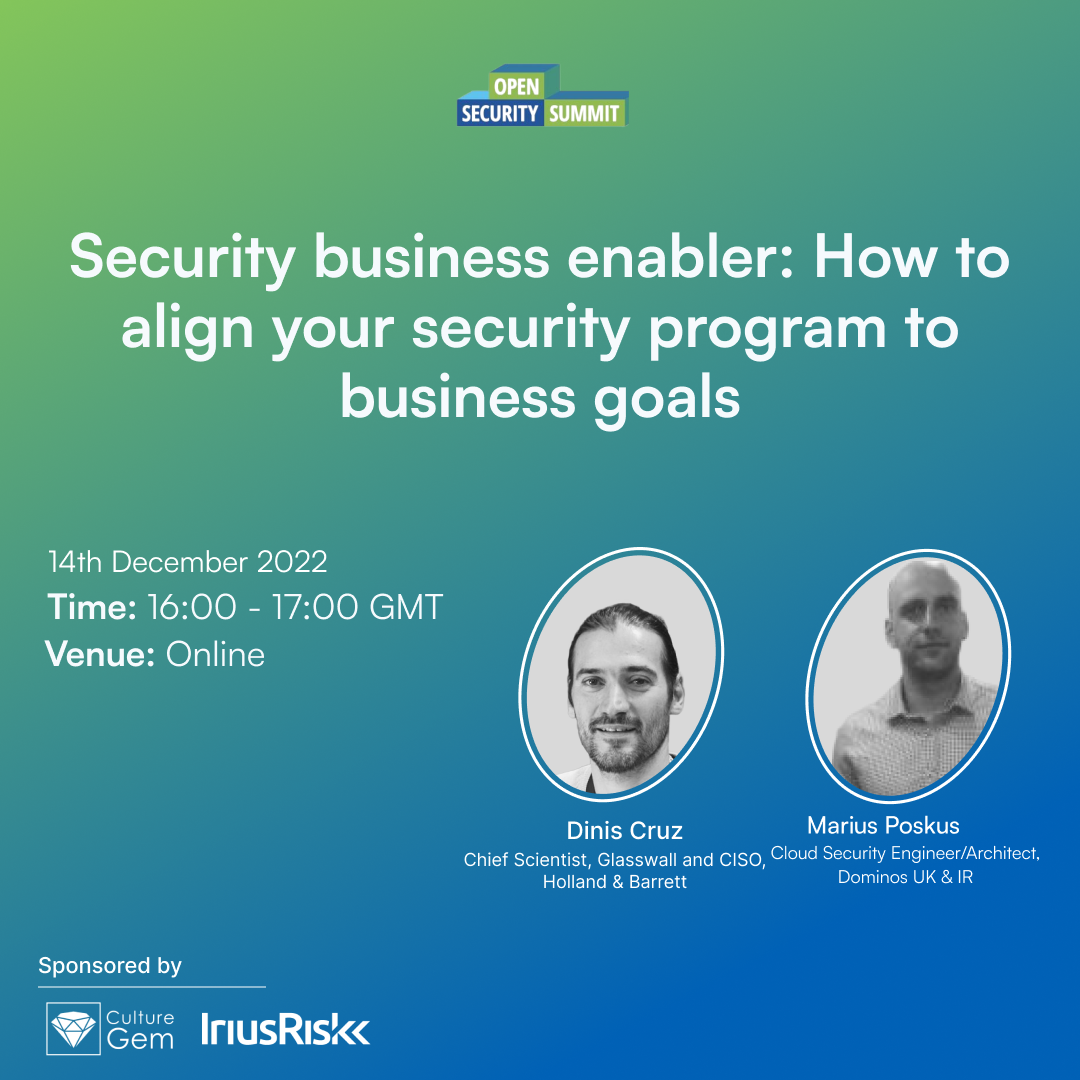 OPEN
SECURITY SUMMIT
Security business enabler: How to
align your security program to
business goals
14th December 2022
Time: 16:00 - 17:00 GMT
Venue: Online
Dinis Cruz
Chief Scientist, Glasswall and CISO,
Holland & Barrett
Marius Poskus
Cloud Security Engineer/Architect,
Dominos UK & IR
Sponsored by
Culture
Gem
IriusRisk